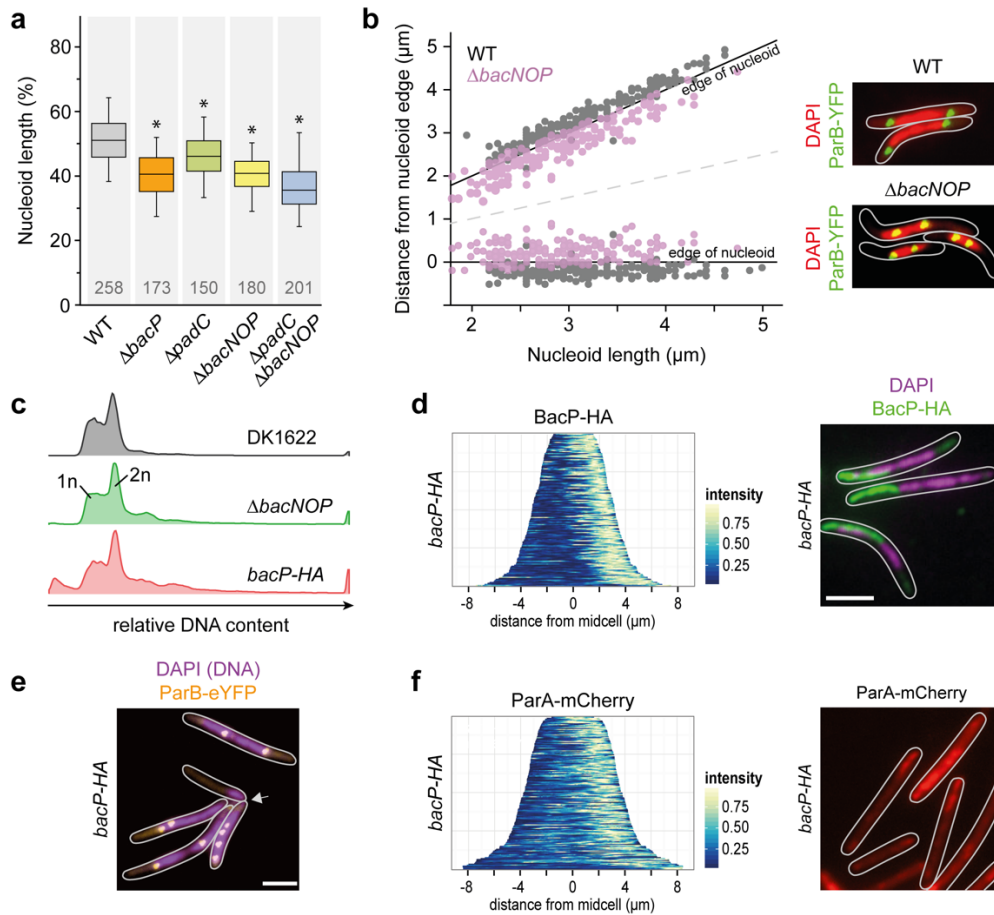 a
Nucleoid length (%)
80
60
40
20
0
*
*
*
*
258
173
150
180
201
WT
ΔbacP
ΔpadC
ΔbacNOP
ΔpadC
ΔbacNOP
b
Distance from nucleoid edge (µm)
5
4
3
2
1
0
WT
ΔbacNOP
edge of nucleoid
edge of nucleoid
2
3
4
5
Nucleoid length (µm)
WT
DAPI
ParB-YFP
ΔbacNOP
DAPI
ParB-YFP
c
DK1622
1n
2n
ΔbacNOP
bacP-HA
relative DNA content
d
BacP-HA
bacP-HA
intensity
0.75
0.50
0.25
-8
-4
0
4
8
distance from midcell (µm)
DAPI
BacP-HA
bacP-HA
e
DAPI (DNA)
ParB-eYFP
bacP-HA
f
ParA-mCherry
bacP-HA
intensity
0.75
0.50
0.25
-8
-4
0
4
8
distance from midcell (µm)
ParA-mCherry
bacP-HA